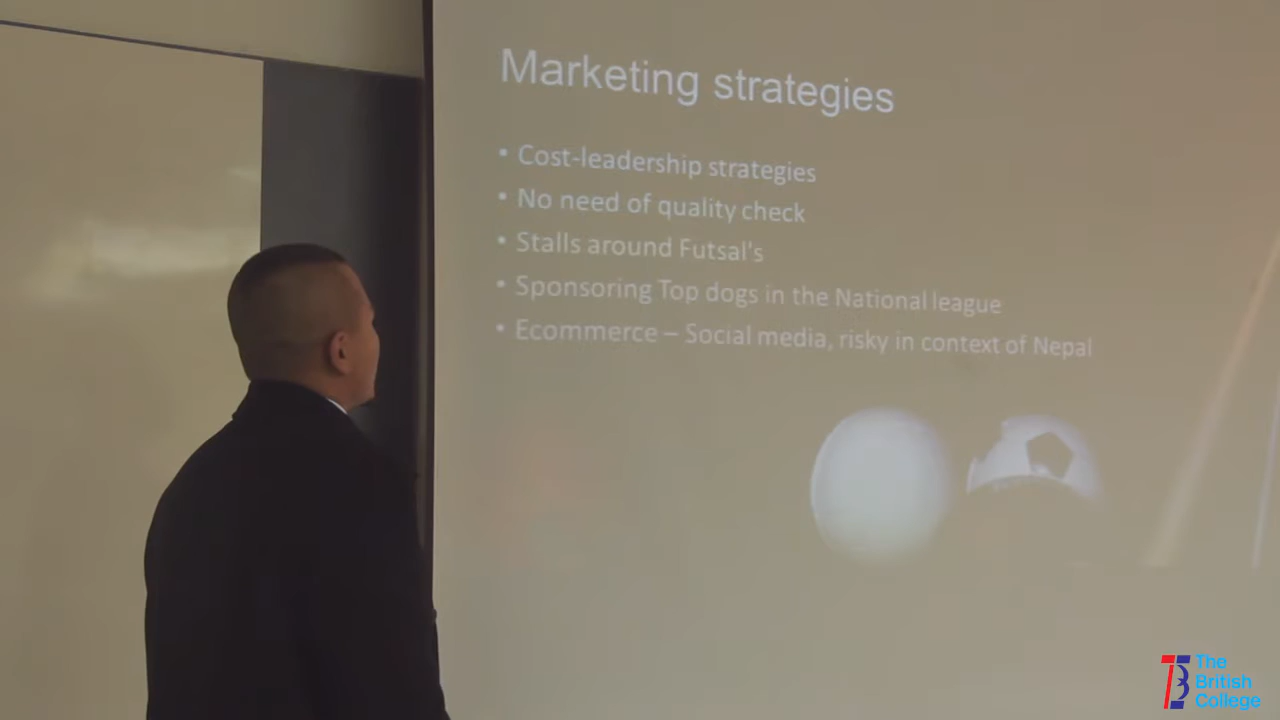 Marketing strategies
• Cost-leadership strategies
• No need of quality check
• Stalls around Futsal's
• Sponsoring Top dogs in the National league
• Ecommerce – Social media, risky in context of Nepal
The
British
College